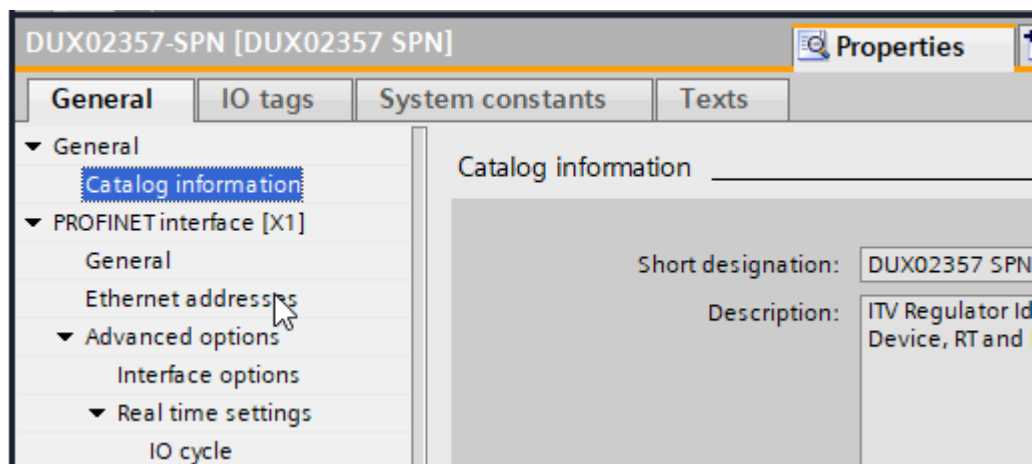 DUX02357-SPN [DUX02357 SPN]
Properties
General
IO tags
System constants
Texts
General
Catalog information
PROFINET interface [X1]
General
Ethernet addresses
Advanced options
Interface options
Real time settings
IO cycle
Catalog information
Short designation:
DUX02357 SPN
Description:
ITV Regulator Id
Device, RT and